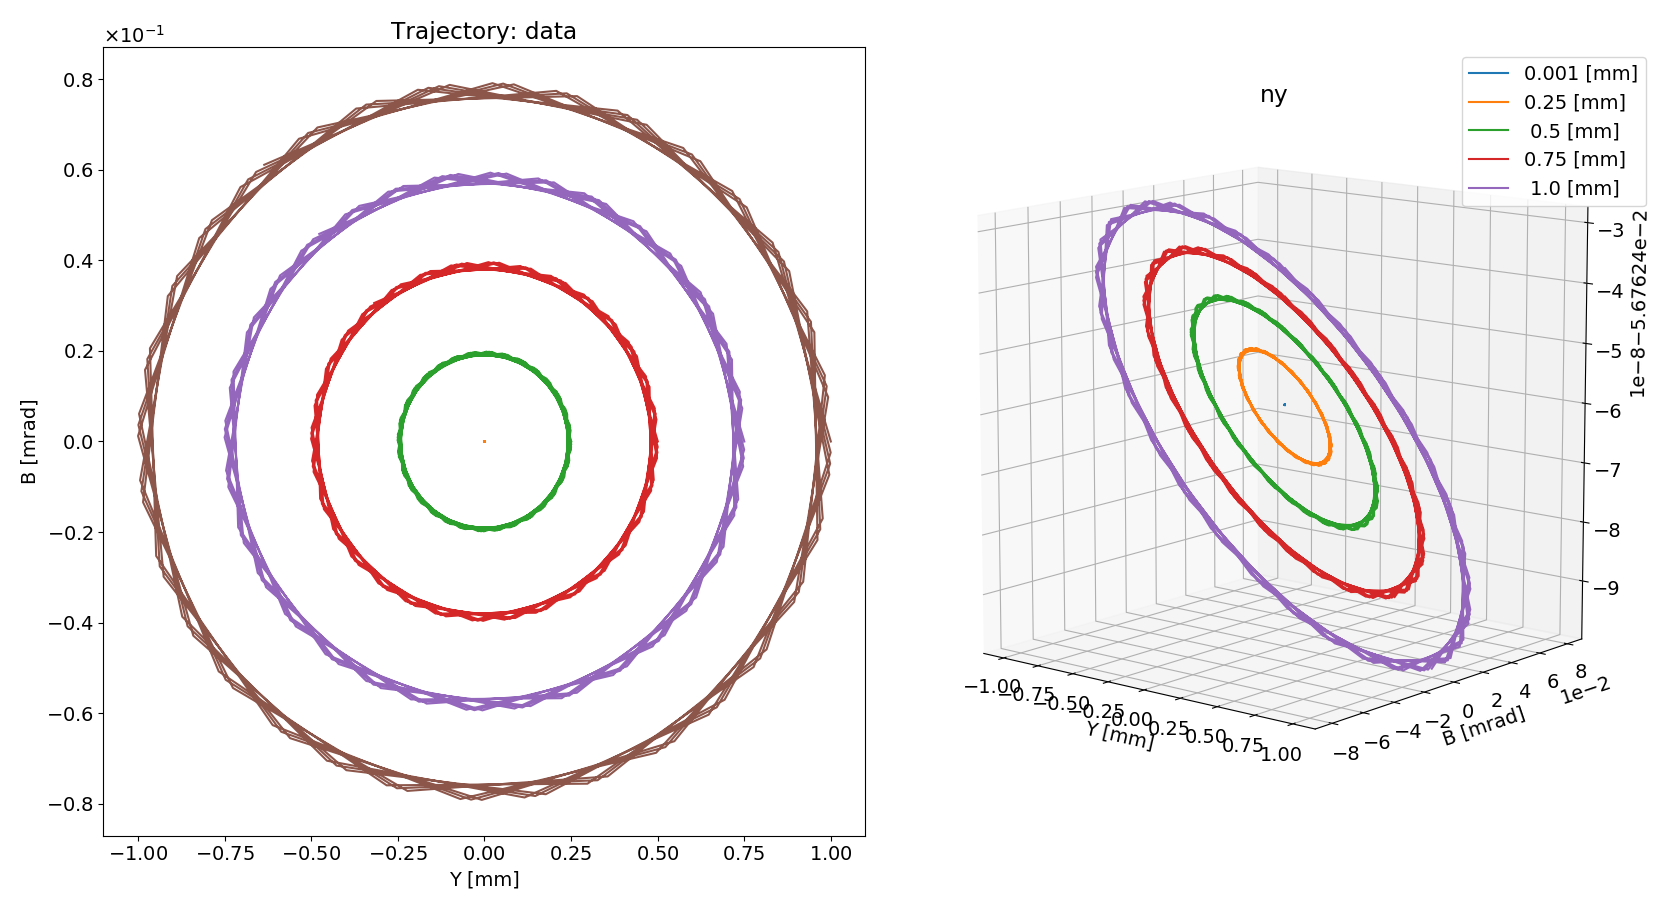 Trajectory: data
×10⁻¹
0.8
0.6
0.4
0.2
0.0
−0.2
−0.4
−0.6
−0.8
B [mrad]
−1.00 −0.75 −0.50 −0.25 0.00 0.25 0.50 0.75 1.00
Y [mm]
ny
0.001 [mm]
0.25 [mm]
0.5 [mm]
0.75 [mm]
1.0 [mm]
−3
−4
−5
−6
−7
−8
−9
1e−8−5.676624e−2
−1.00 −0.75 −0.50 −0.25 0.00 0.25 0.50 0.75 1.00
Y [mm]
−8 −6 −4 −2 0 2 4 6 8
1e−2
B [mrad]